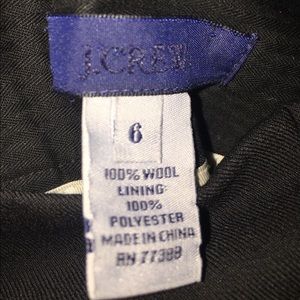 J.CREW
6
100% WOOL
LINING:
100%
POLYESTER
MADE IN CHINA
RN 77388